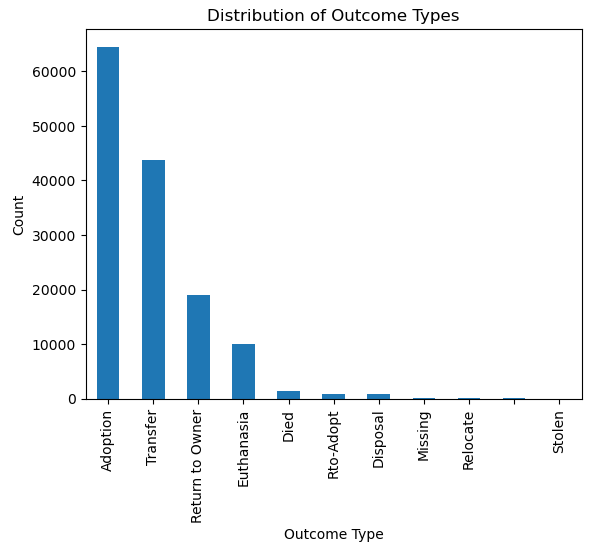 Distribution of Outcome Types
Count
60000
50000
40000
30000
20000
10000
0
Adoption
Transfer
Return to Owner
Euthanasia
Died
Rto-Adopt
Disposal
Missing
Relocate
Stolen
Outcome Type